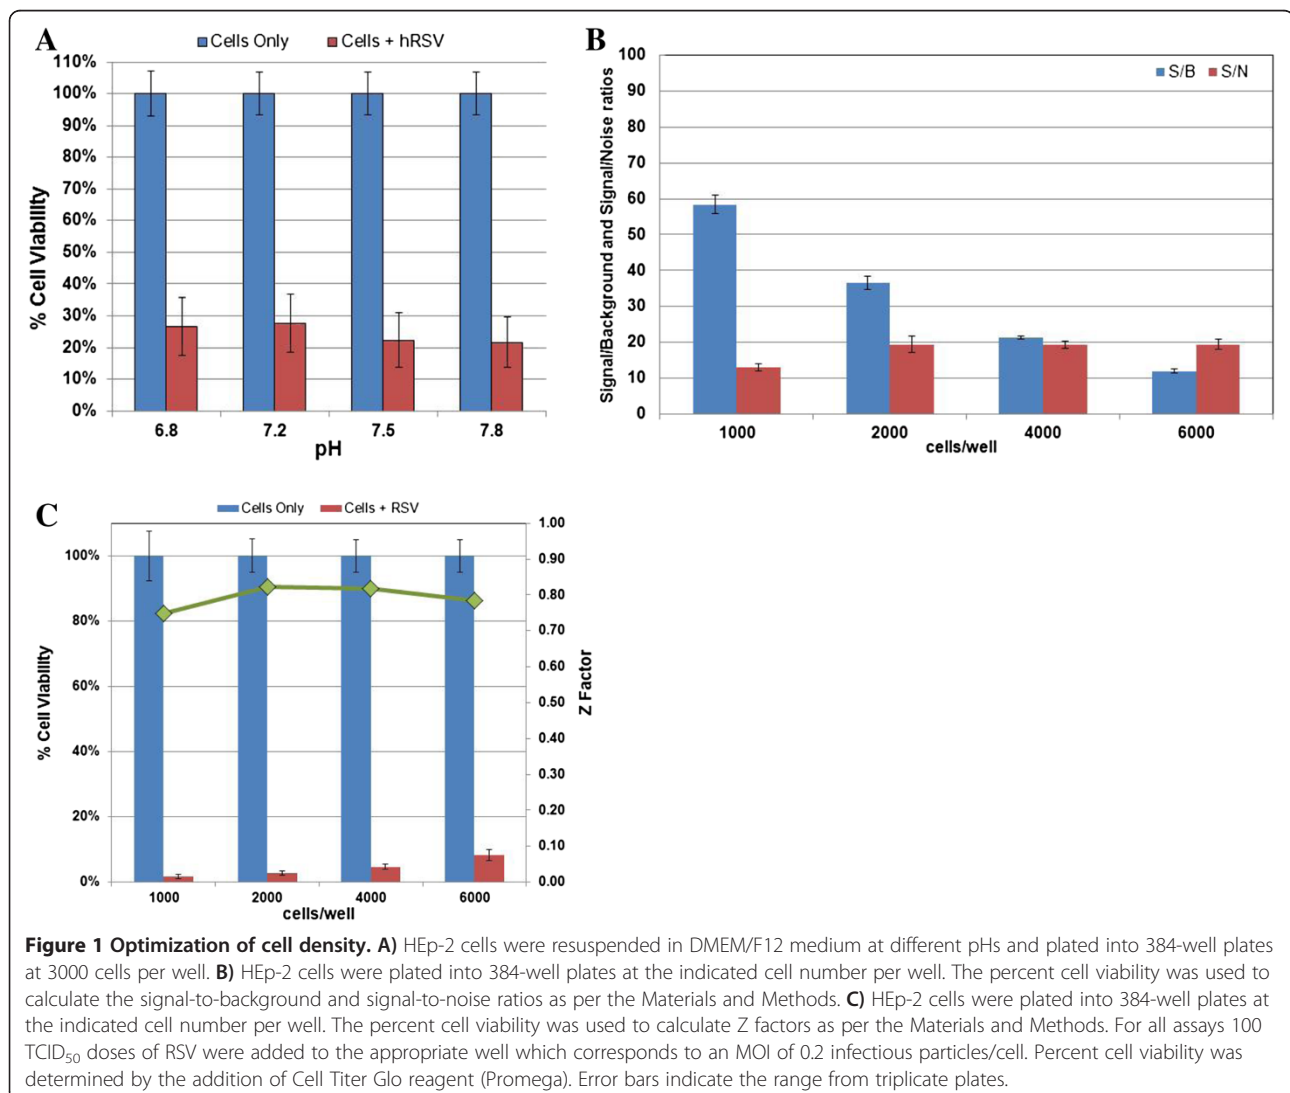 A
Cells Only
Cells + hRSV
110%
100%
90%
80%
70%
60%
50%
40%
30%
20%
10%
0%
% Cell Viability
6.8
7.2
7.5
7.8
pH
B
S/B
S/N
100
90
80
70
60
50
40
30
20
10
0
Signal/Background and Signal/Noise ratios
1000
2000
4000
6000
cells/well
C
Cells Only
Cells + RSV
100%
80%
60%
40%
20%
0%
% Cell Viability
1.00
0.90
0.80
0.70
0.60
0.50
0.40
0.30
0.20
0.10
0.00
Z Factor
1000
2000
4000
6000
cells/well
Figure 1 Optimization of cell density. A) HEp-2 cells were resuspended in DMEM/F12 medium at different pHs and plated into 384-well plates
at 3000 cells per well. B) HEp-2 cells were plated into 384-well plates at the indicated cell number per well. The percent cell viability was used to
calculate the signal-to-background and signal-to-noise ratios as per the Materials and Methods. C) HEp-2 cells were plated into 384-well plates at
the indicated cell number per well. The percent cell viability was used to calculate Z factors as per the Materials and Methods. For all assays 100
TCID50 doses of RSV were added to the appropriate well which corresponds to an MOI of 0.2 infectious particles/cell. Percent cell viability was
determined by the addition of Cell Titer Glo reagent (Promega). Error bars indicate the range from triplicate plates.